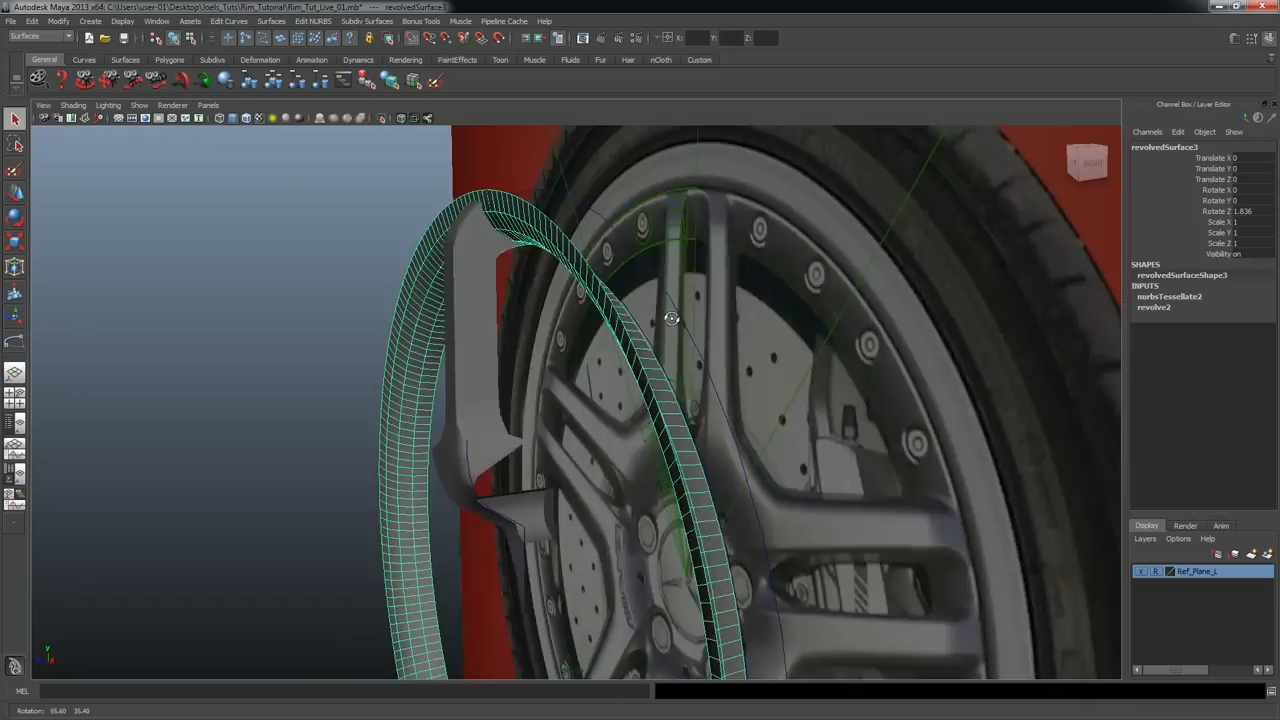 Autodesk Maya 2013 x64: C:\Users\user-01\Desktop\Joels_Tuts\Rim_Tutorial\Rim_Tut_Live_01.mb* --- revolvedSurface3
File Edit Modify Create Display Window Assets Edit Curves Surfaces Edit NURBS Subdiv Surfaces Bonus Tools Muscle Pipeline Cache Help
Surfaces
X: Y: Z:
General Curves Surfaces Polygons Subdivs Deformation Animation Dynamics Rendering PaintEffects Toon Muscle Fluids Fur Hair nCloth Custom
Channel Box / Layer Editor
View Shading Lighting Show Renderer Panels
Channels Edit Object Show
revolvedSurface3
Translate X 0
Translate Y 0
Translate Z 0
Rotate X 0
Rotate Y 0
Rotate Z 1.836
Scale X 1
Scale Y 1
Scale Z 1
Visibility on
SHAPES
revolvedSurfaceShape3
INPUTS
nurbsTessellate2
revolve2
RIGHT
Display Render Anim
Layers Options Help
V R Ref_Plane_L
y
MEL
Rotation: 65.60 35.40